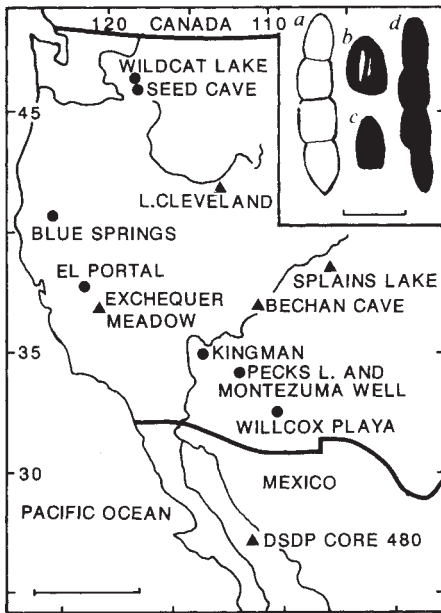 120
CANADA
110
a
b
c
d
WILDCAT LAKE
SEED CAVE
45
L.CLEVELAND
BLUE SPRINGS
SPLAINS LAKE
EL PORTAL
EXCHEQUER
MEADOW
BECHAN CAVE
35
KINGMAN
PECKS L. AND
MONTEZUMA WELL
WILLCOX PLAYA
30
MEXICO
PACIFIC OCEAN
DSDP CORE 480